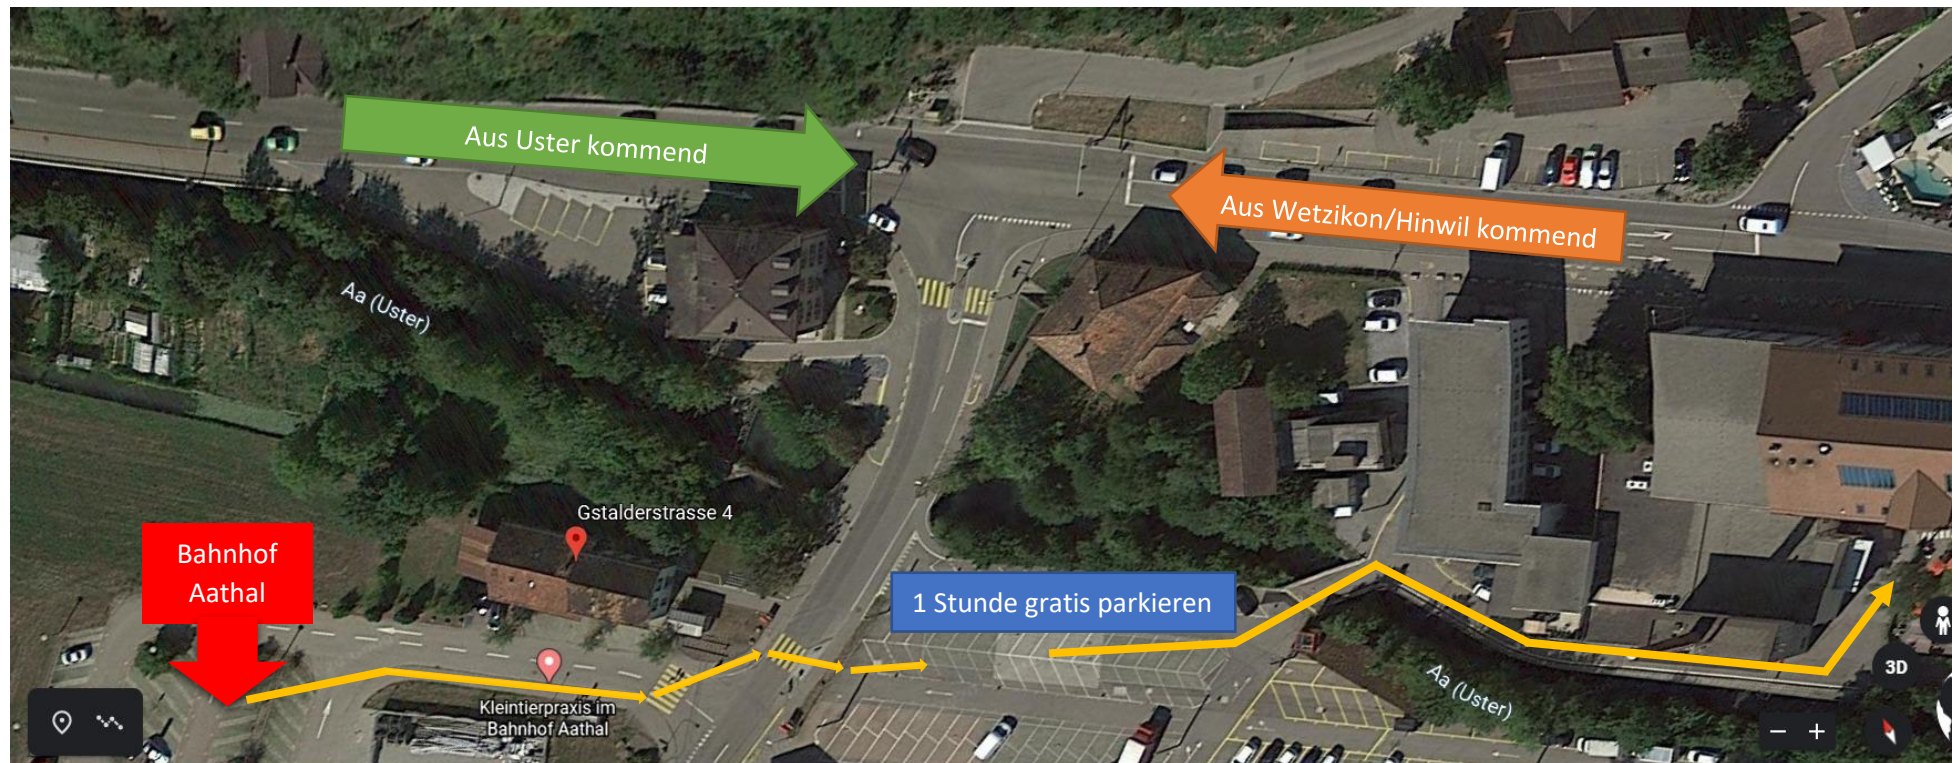 Aus Uster kommend
Aus Wetzikon/Hinwil kommend
Aa (Uster)
Gstalderstrasse 4
Bahnhof
Aathal
1 Stunde gratis parkieren
Kleintierpraxis im
Bahnhof Aathal
Aa (Uster)
3D